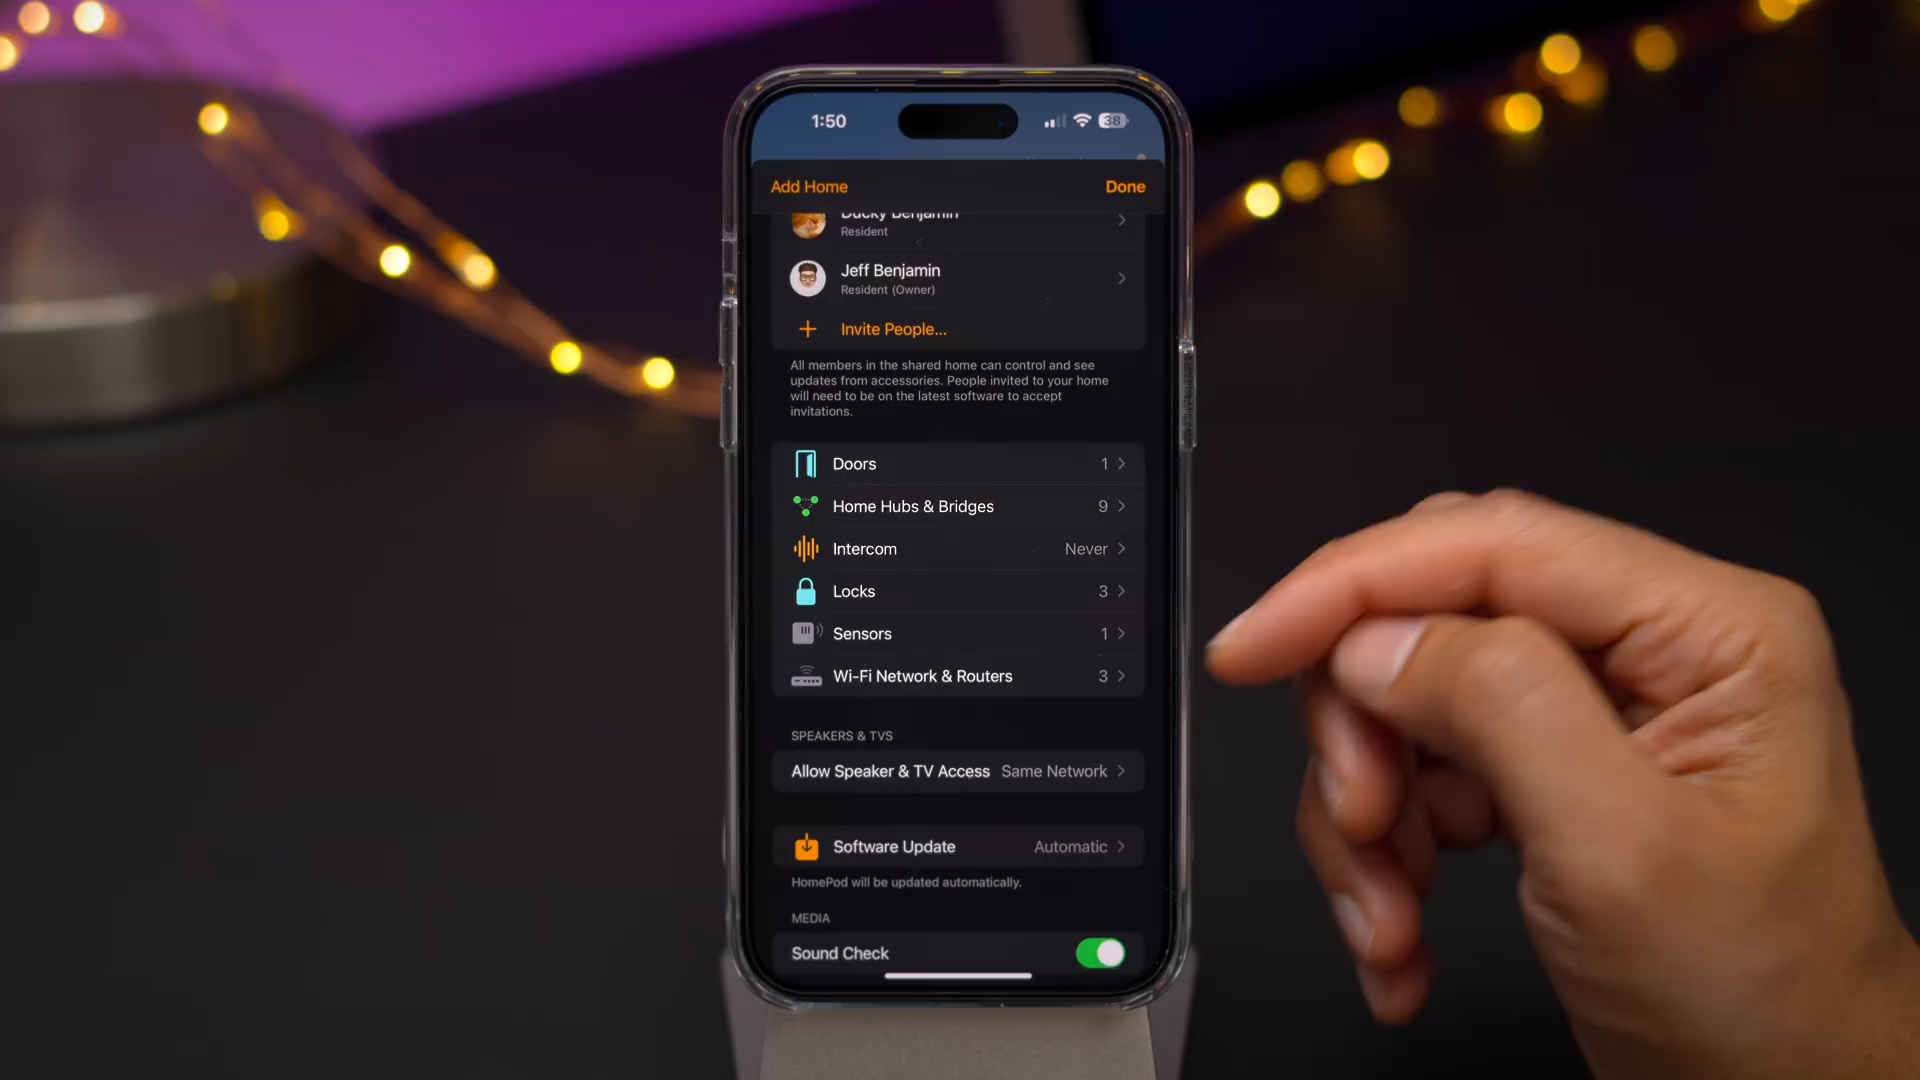 1:50
38
Add Home
Done
Ducky Benjamin
Resident
Jeff Benjamin
Resident (Owner)
Invite People...
All members in the shared home can control and see
updates from accessories. People invited to your home
will need to be on the latest software to accept
invitations.
Doors 1
Home Hubs & Bridges 9
Intercom Never
Locks 3
Sensors 1
Wi-Fi Network & Routers 3
SPEAKERS & TVS
Allow Speaker & TV Access Same Network
Software Update Automatic
HomePod will be updated automatically.
MEDIA
Sound Check